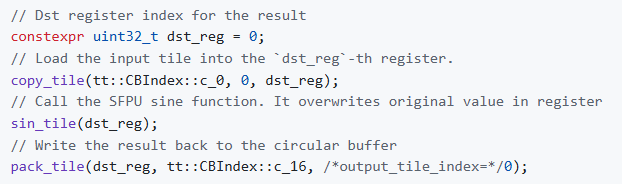 // Dst register index for the result
constexpr uint32_t dst_reg = 0;
// Load the input tile into the `dst_reg`-th register.
copy_tile(tt::CBIndex::c_0, 0, dst_reg);
// Call the SFPU sine function. It overwrites original value in register
sin_tile(dst_reg);
// Write the result back to the circular buffer
pack_tile(dst_reg, tt::CBIndex::c_16, /*output_tile_index=*/0);